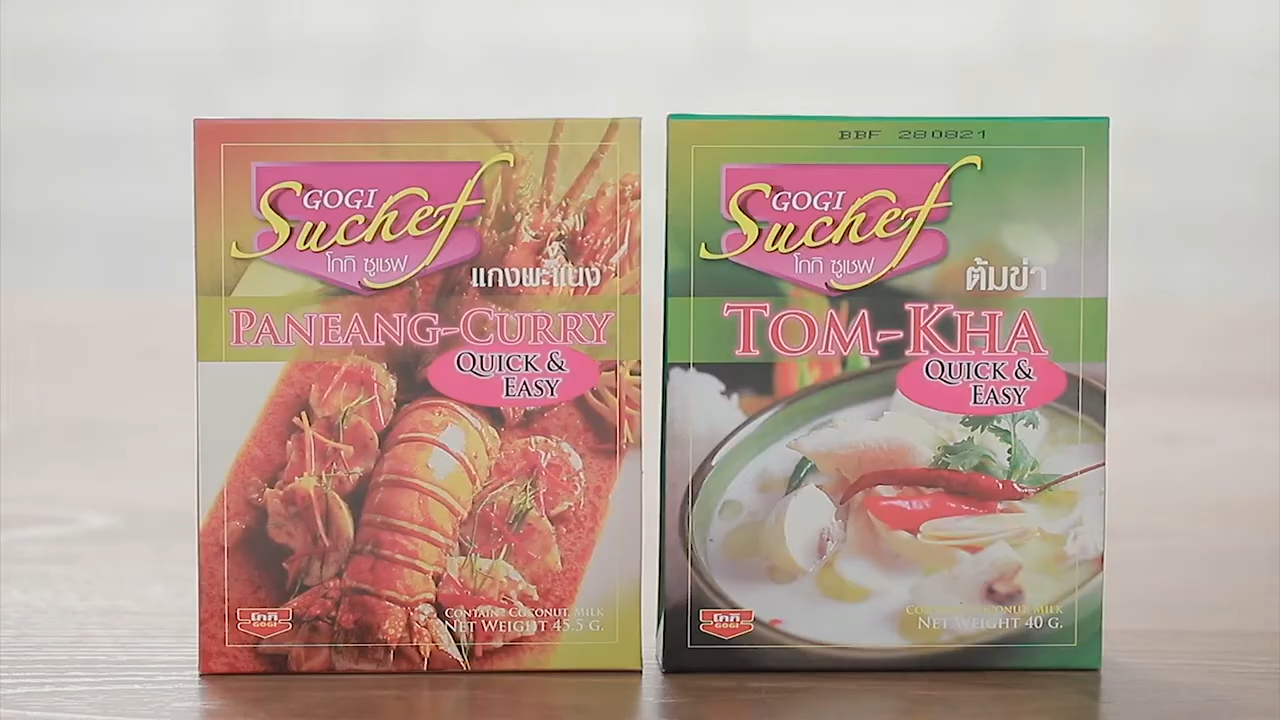 GOGI
Suchef
โกกิ ซูเชฟ
แกงพะแนง
PANEANG-CURRY
QUICK &
EASY
โกกิ
GOGI
CONTAINS COCONUT MILK
NET WEIGHT 45.5 G.
BBF 280821
GOGI
Suchef
โกกิ ซูเชฟ
ต้มข่า
TOM-KHA
QUICK &
EASY
โกกิ
GOGI
CONTAINS COCONUT MILK
NET WEIGHT 40 G.